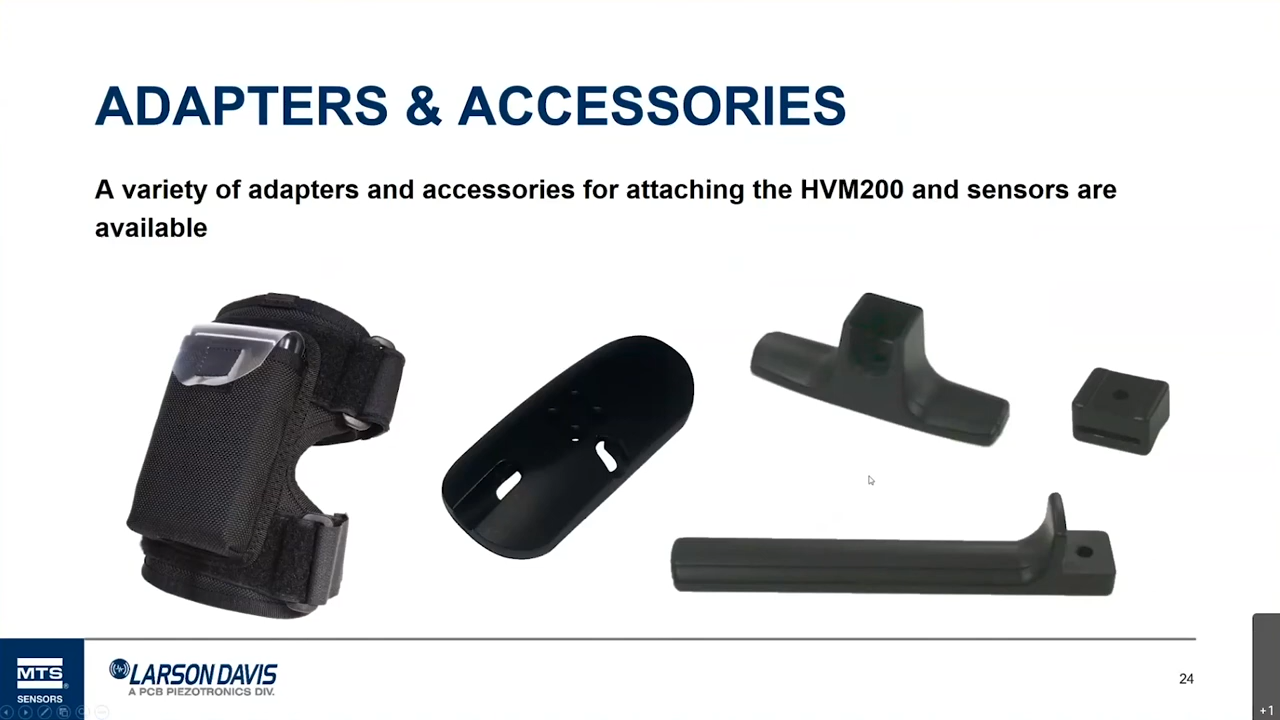 ADAPTERS & ACCESSORIES
A variety of adapters and accessories for attaching the HVM200 and sensors are
available
MTS
SENSORS
LARSON DAVIS
A PCB PIEZOTRONICS DIV.
24
+1